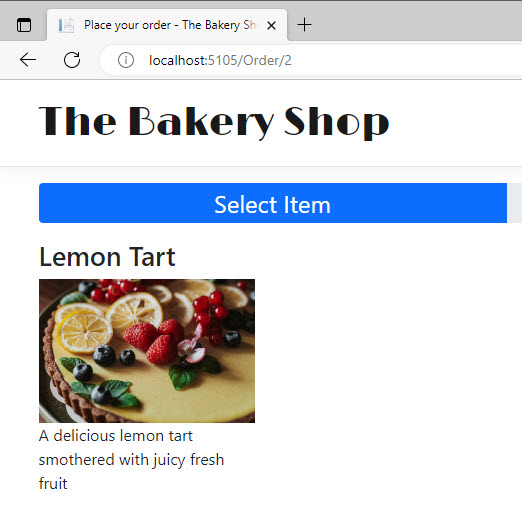 Place your order - The Bakery Sh
localhost:5105/Order/2
The Bakery Shop
Select Item
Lemon Tart
A delicious lemon tart
smothered with juicy fresh
fruit